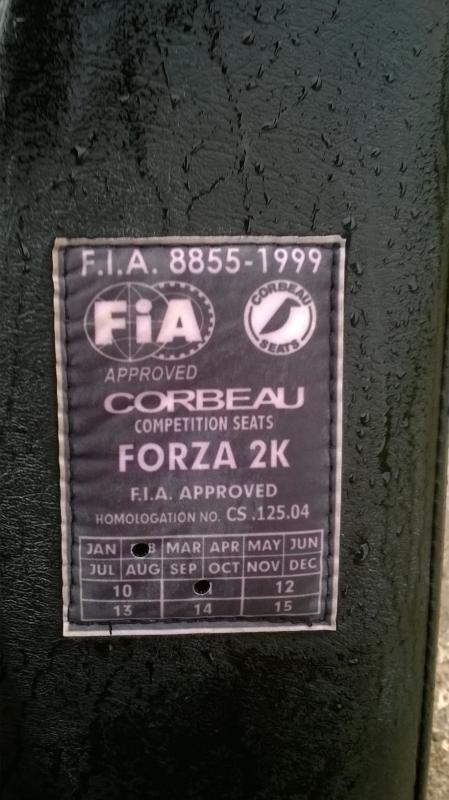 F.I.A. 8855-1999
FiA
CORBEAU
SEATS
APPROVED
CORBEAU
COMPETITION SEATS
FORZA 2K
F.I.A. APPROVED
HOMOLOGATION NO. CS .125.04
JAN B MAR APR MAY JUN
JUL AUG SEP OCT NOV DEC
10 12
13 14 15